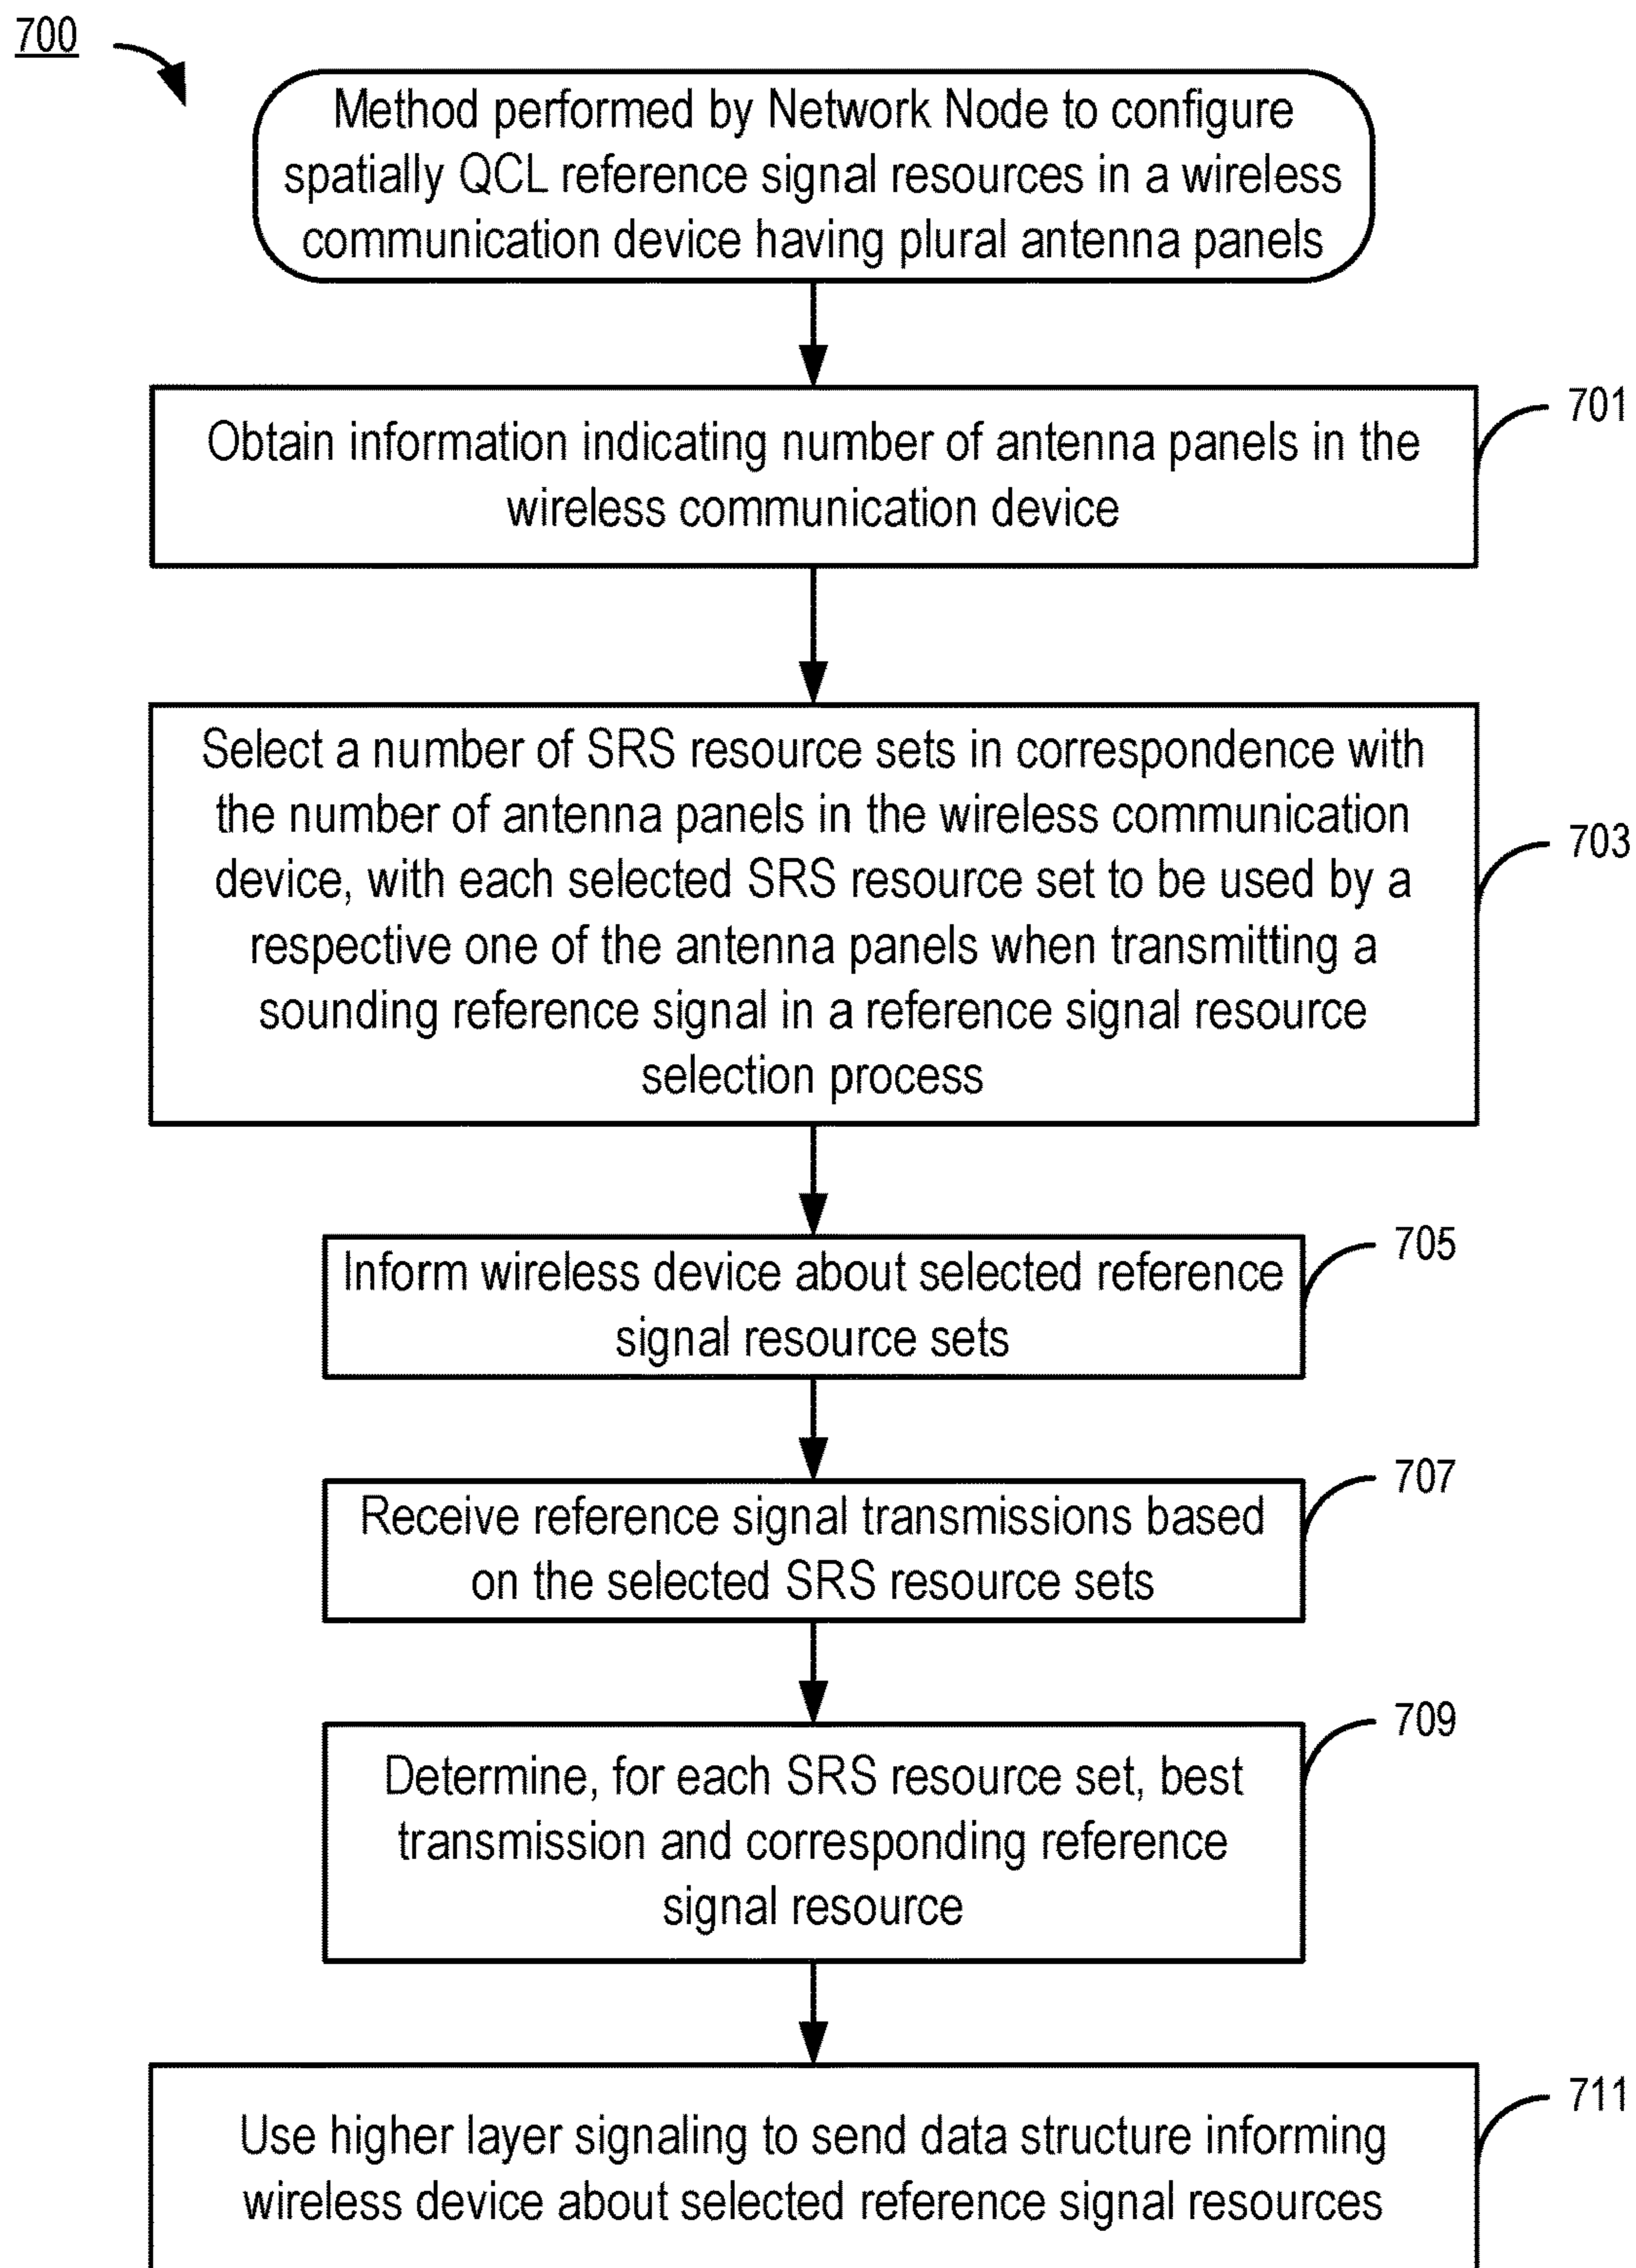 700
Method performed by Network Node to configure
spatially QCL reference signal resources in a wireless
communication device having plural antenna panels
701
Obtain information indicating number of antenna panels in the
wireless communication device
703
Select a number of SRS resource sets in correspondence with
the number of antenna panels in the wireless communication
device, with each selected SRS resource set to be used by a
respective one of the antenna panels when transmitting a
sounding reference signal in a reference signal resource
selection process
705
Inform wireless device about selected reference
signal resource sets
707
Receive reference signal transmissions based
on the selected SRS resource sets
709
Determine, for each SRS resource set, best
transmission and corresponding reference
signal resource
711
Use higher layer signaling to send data structure informing
wireless device about selected reference signal resources